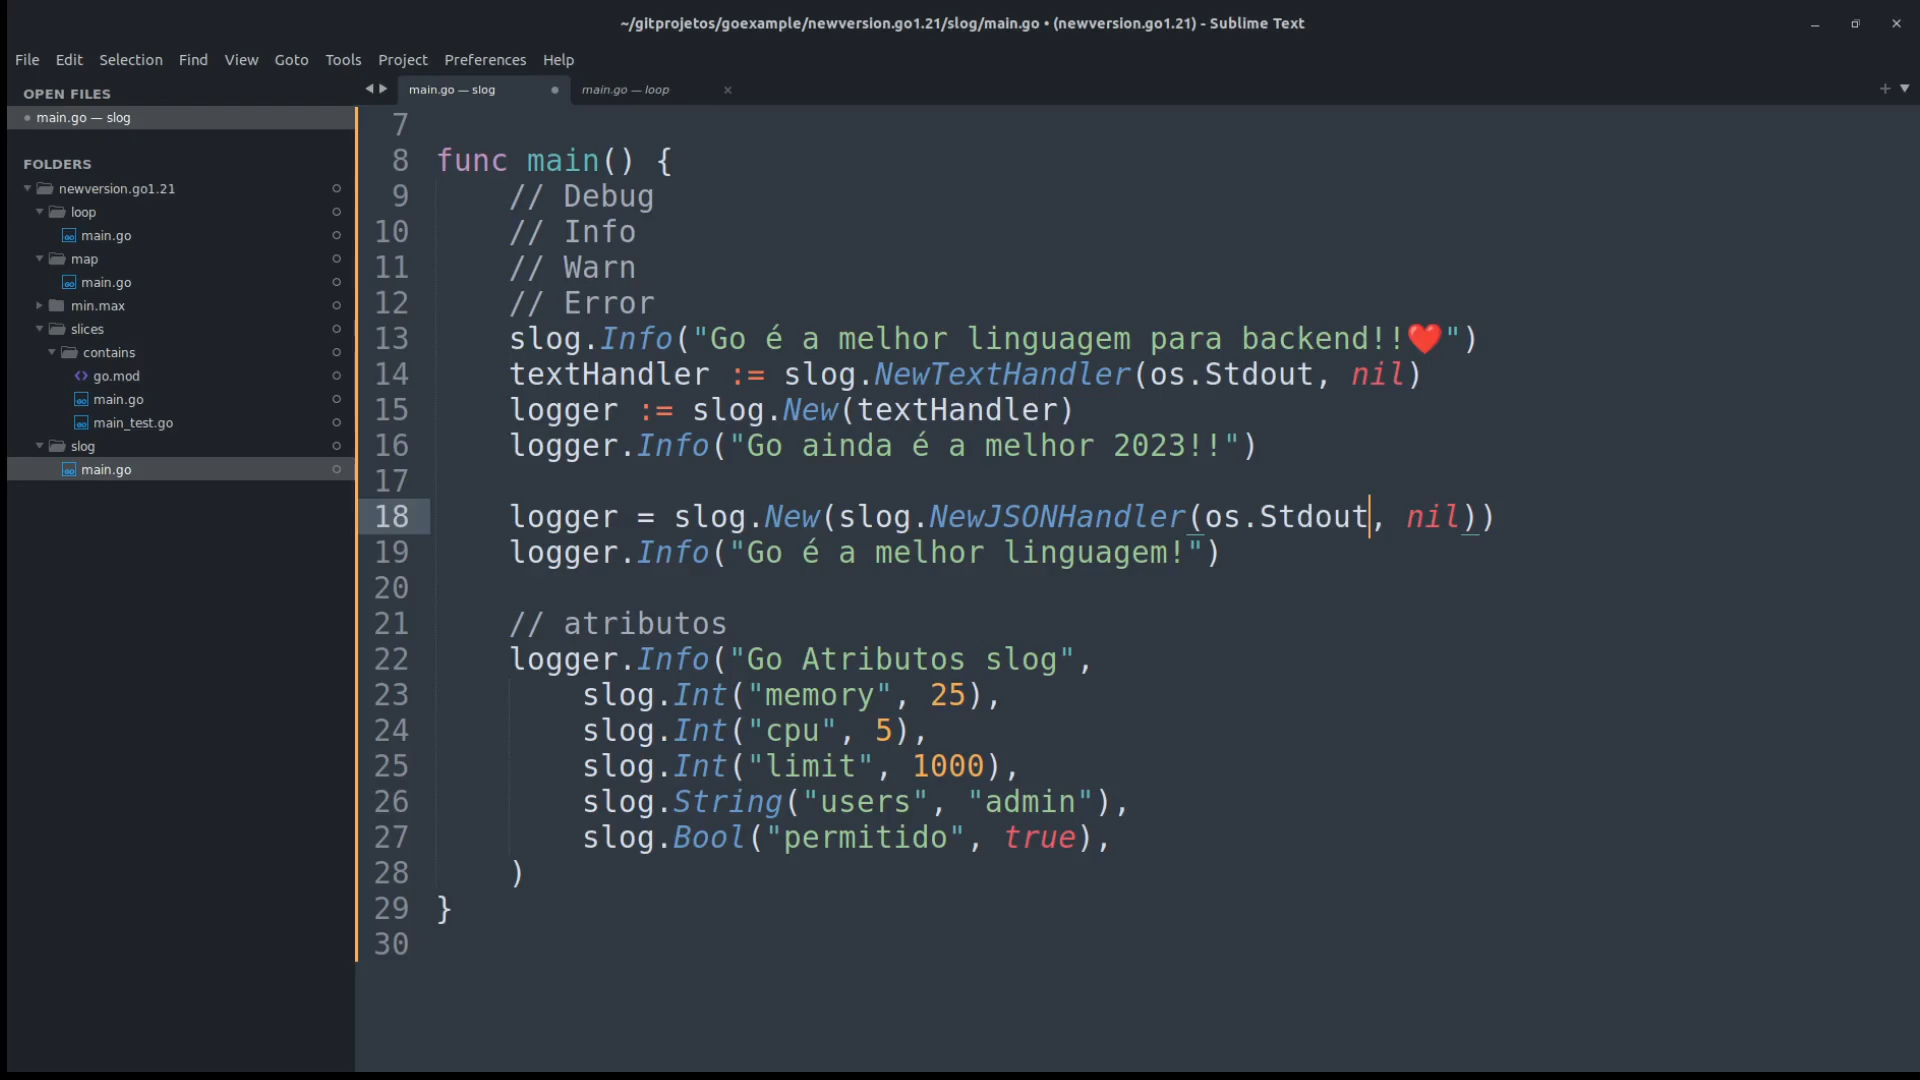 ~/gitprojetos/goexample/newversion.go1.21/slog/main.go • (newversion.go1.21) - Sublime Text
File Edit Selection Find View Goto Tools Project Preferences Help
OPEN FILES
main.go — slog
FOLDERS
newversion.go1.21
loop
main.go
map
main.go
min.max
slices
contains
go.mod
main.go
main_test.go
slog
main.go
main.go — slog main.go — loop
7
8 func main() {
9 // Debug
10 // Info
11 // Warn
12 // Error
13 slog.Info("Go é a melhor linguagem para backend!!❤️")
14 textHandler := slog.NewTextHandler(os.Stdout, nil)
15 logger := slog.New(textHandler)
16 logger.Info("Go ainda é a melhor 2023!!")
17
18 logger = slog.New(slog.NewJSONHandler(os.Stdout, nil))
19 logger.Info("Go é a melhor linguagem!")
20
21 // atributos
22 logger.Info("Go Atributos slog",
23 slog.Int("memory", 25),
24 slog.Int("cpu", 5),
25 slog.Int("limit", 1000),
26 slog.String("users", "admin"),
27 slog.Bool("permitido", true),
28 )
29 }
30